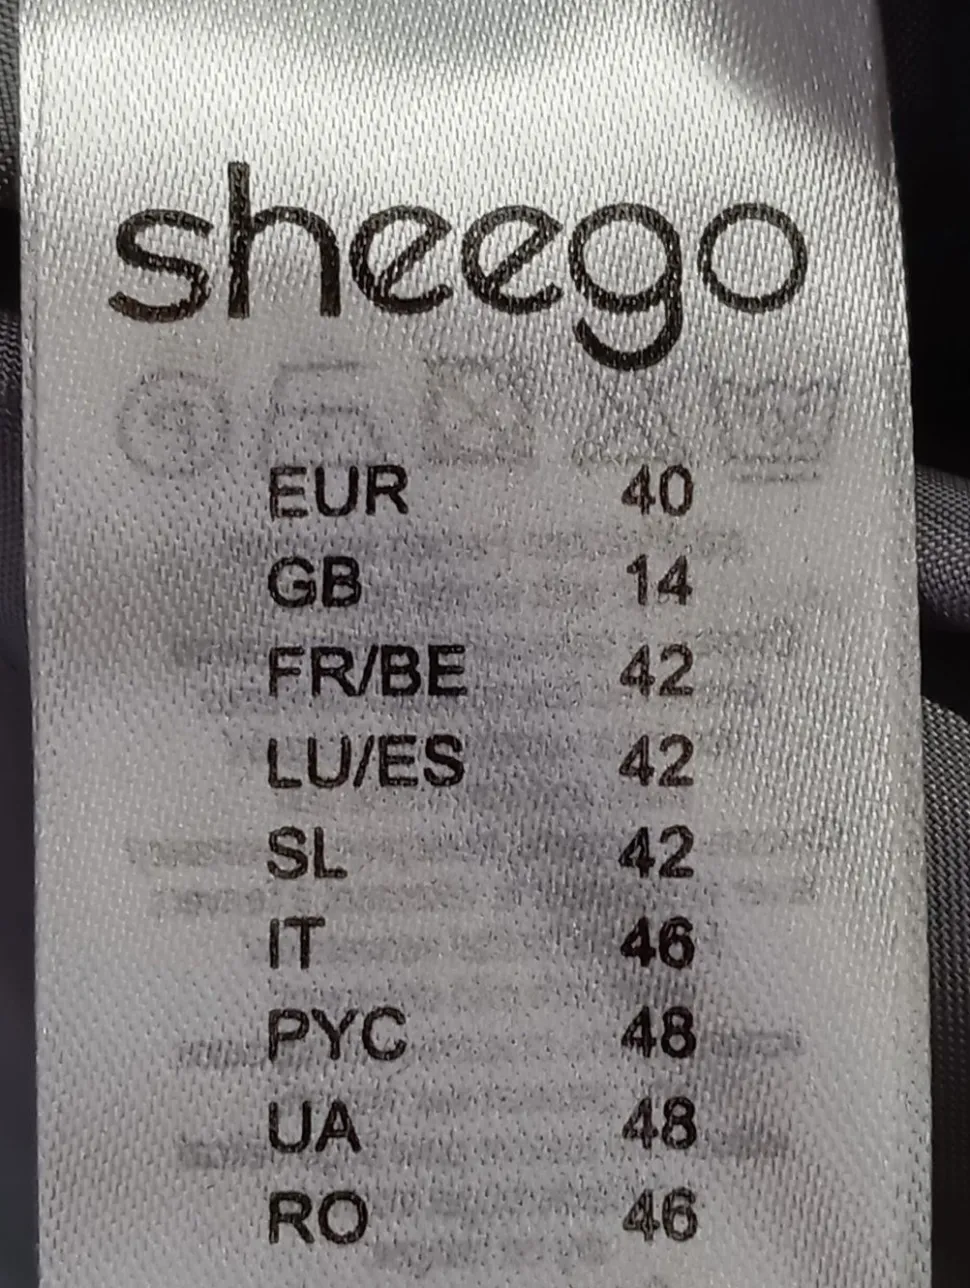 sheego
EUR 40
GB 14
FR/BE 42
LU/ES 42
SL 42
IT 46
РУС 48
UA 48
RO 46